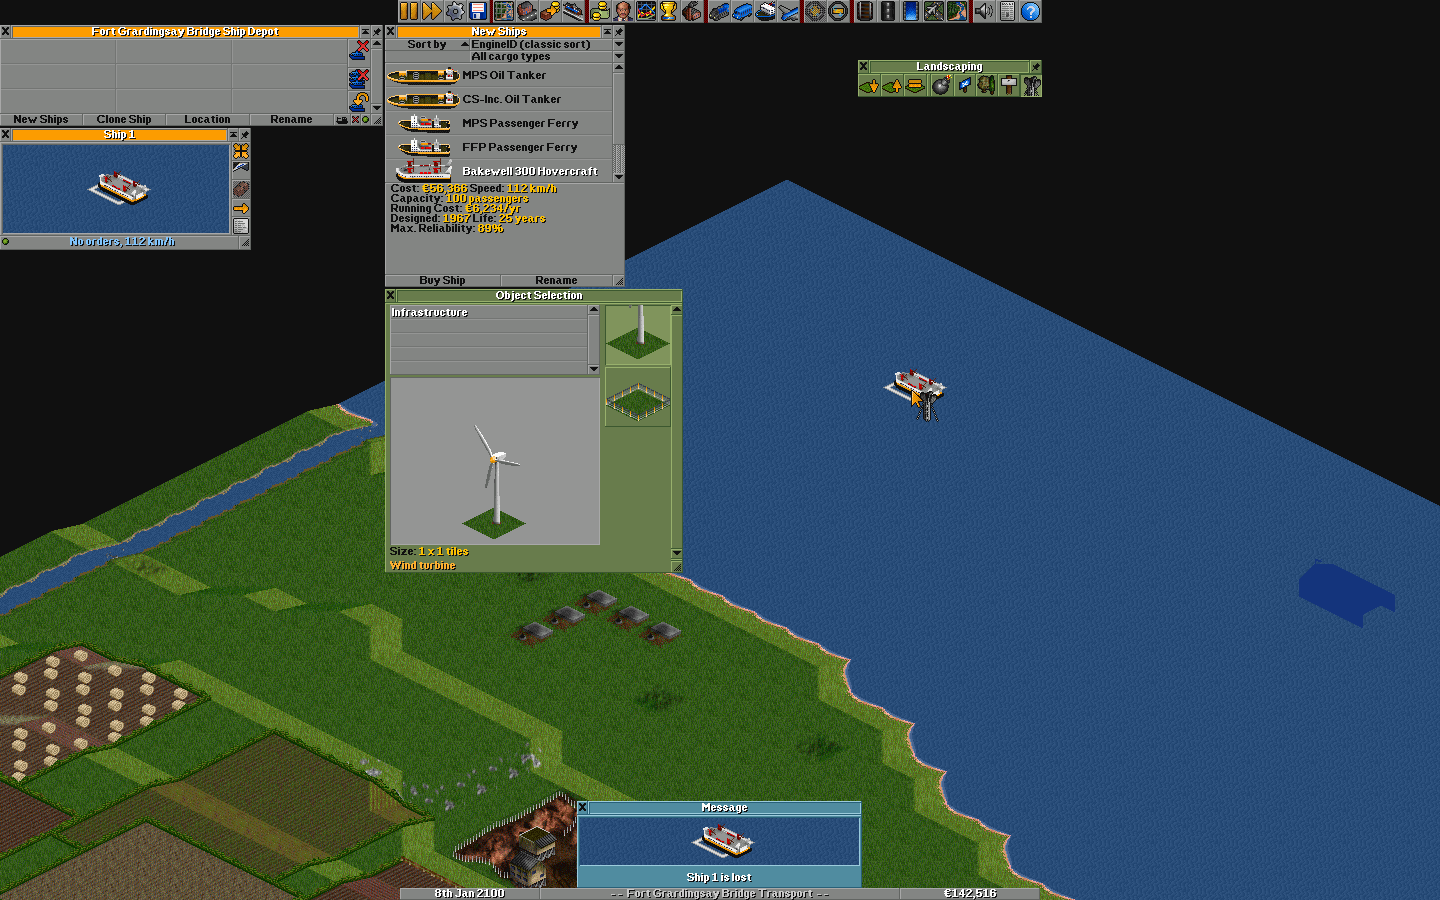 Fort Grardingsay Bridge Ship Depot
New Ships
Clone Ship
Location
Rename
Ship 1
No orders, 112 km/h
New Ships
Sort by
EngineID (classic sort)
All cargo types
MPS Oil Tanker
CS-Inc. Oil Tanker
MPS Passenger Ferry
FFP Passenger Ferry
Bakewell 300 Hovercraft
Cost: €56,366 Speed: 112 km/h
Capacity: 100 passengers
Running Cost: €6,234/yr
Designed: 1967 Life: 25 years
Max. Reliability: 89%
Buy Ship
Rename
Object Selection
Infrastructure
Size: 1 x 1 tiles
Wind turbine
Landscaping
Message
Ship 1 is lost
8th Jan 2100
-- Fort Grardingsay Bridge Transport --
€142,516